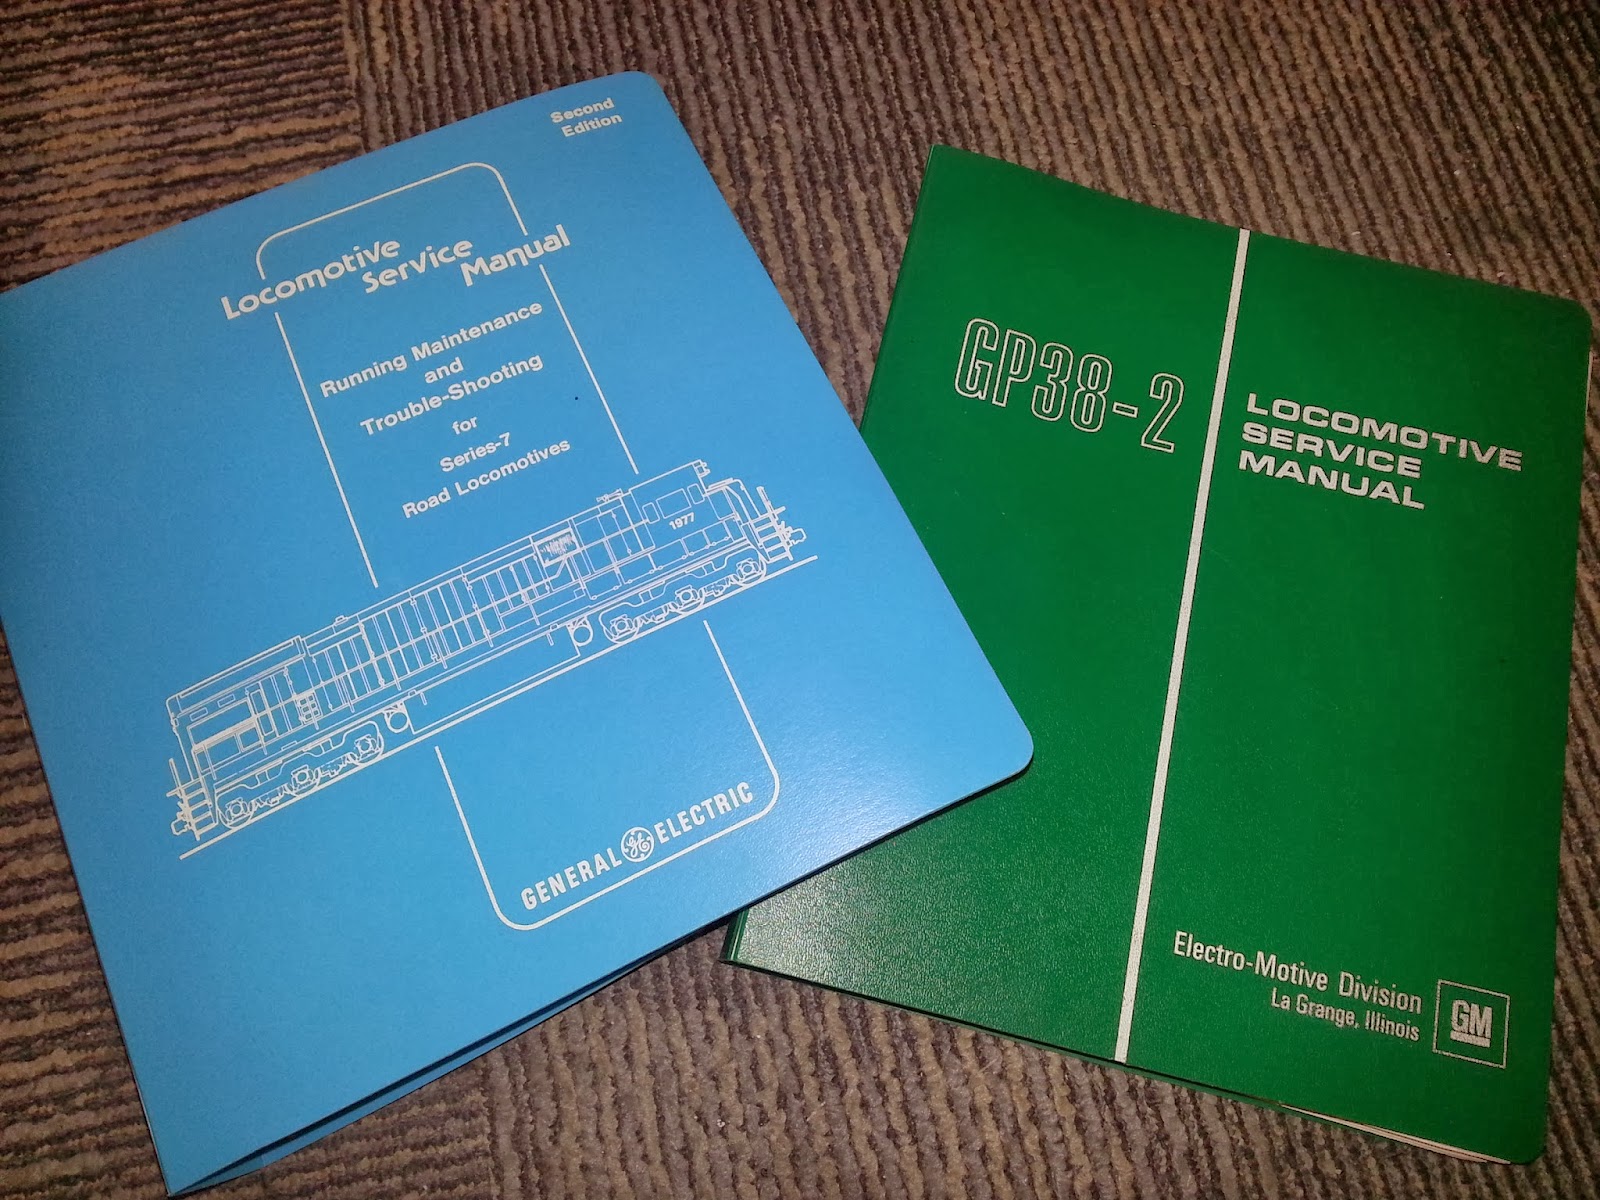 Second
Edition
Locomotive
Service
Manual
Running Maintenance
and
Trouble-Shooting
for
Series-7
Road Locomotives
1977
GENERAL GE ELECTRIC
GP38-2
LOCOMOTIVE
SERVICE
MANUAL
Electro-Motive Division
La Grange, Illinois
GM